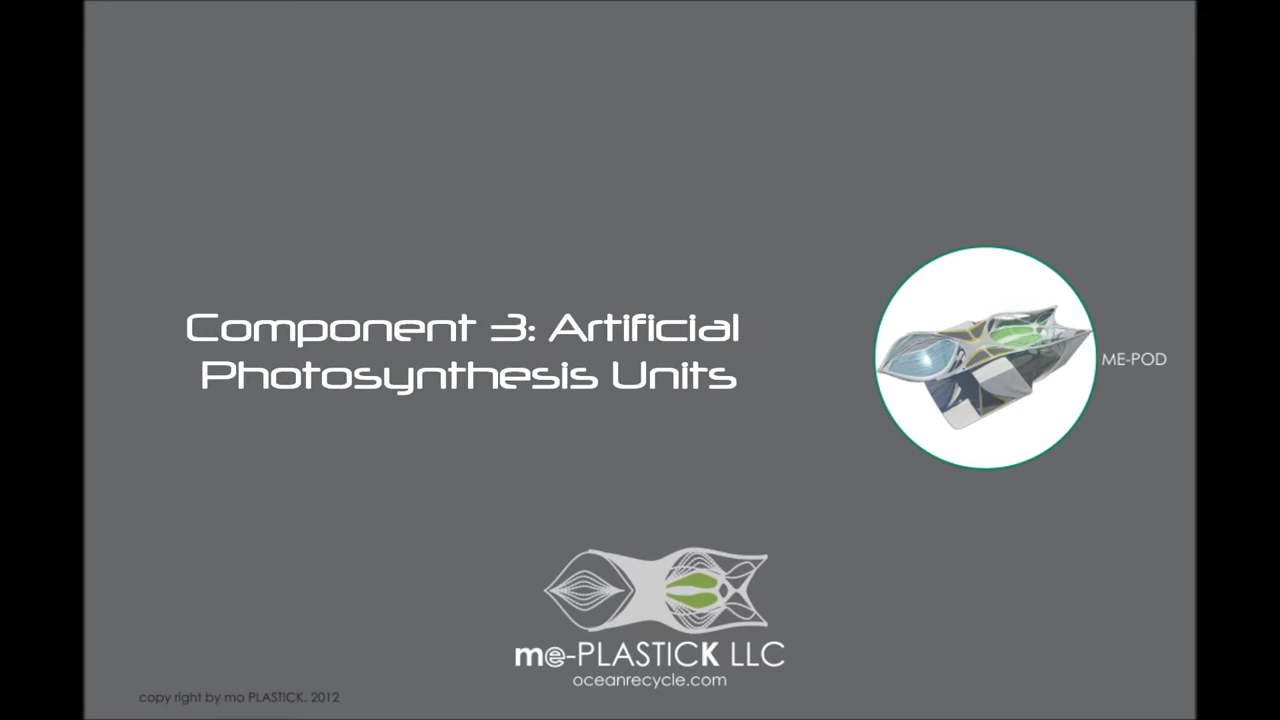 Component 3: Artificial
Photosynthesis Units
ME-POD
me-PLASTICK LLC
oceanrecycle.com
copy right by mo PLASTICK, 2012